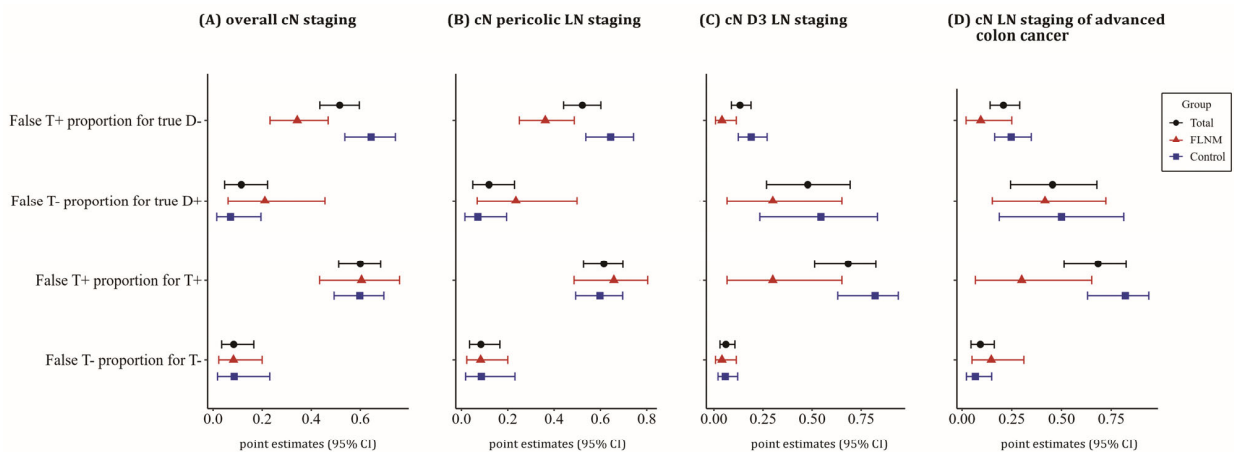 (A) overall cN staging
(B) cN pericolic LN staging
(C) cN D3 LN staging
(D) cN LN staging of advanced
colon cancer
False T+ proportion for true D-
False T- proportion for true D+
False T+ proportion for T+
False T- proportion for T-
Group
Total
FLNM
Control
0.0 0.2 0.4 0.6
0.0 0.2 0.4 0.6 0.8
0.00 0.25 0.50 0.75
0.00 0.25 0.50 0.75
point estimates (95% CI)
point estimates (95% CI)
point estimates (95% CI)
point estimates (95% CI)